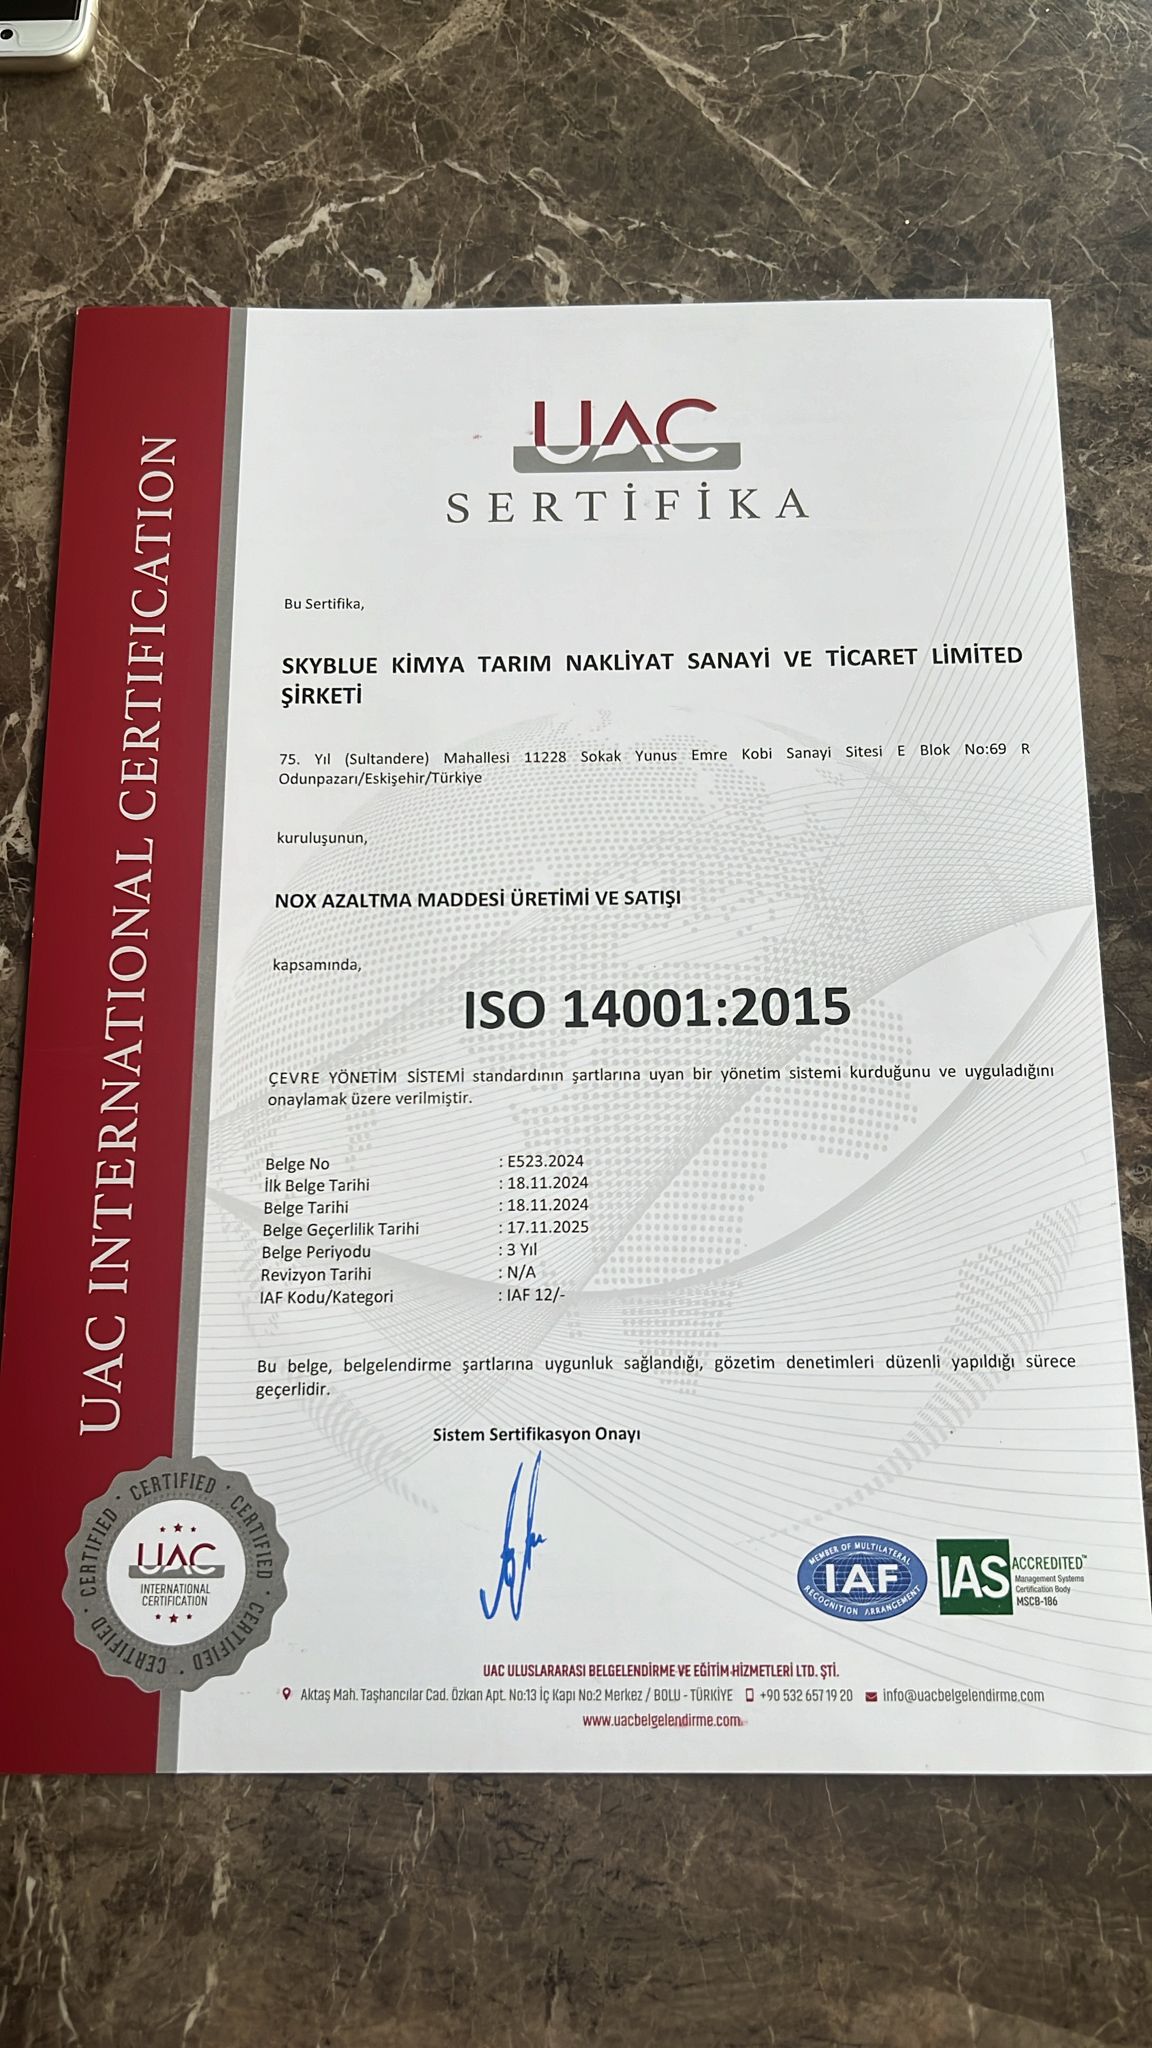 UAC INTERNATIONAL CERTIFICATION
UAC
SERTİFİKA
Bu Sertifika,
SKYBLUE KİMYA TARIM NAKLİYAT SANAYİ VE TİCARET LİMİTED
ŞİRKETİ
75. Yıl (Sultandere) Mahallesi 11228 Sokak Yunus Emre Kobi Sanayi Sitesi E Blok No:69 R
Odunpazarı/Eskişehir/Türkiye
kuruluşunun,
NOX AZALTMA MADDESİ ÜRETİMİ VE SATIŞI
kapsamında,
ISO 14001:2015
ÇEVRE YÖNETİM SİSTEMİ standardının şartlarına uyan bir yönetim sistemi kurduğunu ve uyguladığını
onaylamak üzere verilmiştir.
Belge No : E523.2024
İlk Belge Tarihi : 18.11.2024
Belge Tarihi : 18.11.2024
Belge Geçerlilik Tarihi : 17.11.2025
Belge Periyodu : 3 Yıl
Revizyon Tarihi : N/A
IAF Kodu/Kategori : IAF 12/-
Bu belge, belgelendirme şartlarına uygunluk sağlandığı, gözetim denetimleri düzenli yapıldığı sürece
geçerlidir.
Sistem Sertifikasyon Onayı
CERTIFIED · CERTIFIED · CERTIFIED · CERTIFIED · CERTIFIED · CERTIFIED
UAC
INTERNATIONAL
CERTIFICATION
MEMBER OF MULTILATERAL
IAF
RECOGNITION ARRANGEMENT
IAS
ACCREDITED™
Management Systems
Certification Body
MSCB-186
UAC ULUSLARARASI BELGELENDİRME VE EĞİTİM HİZMETLERİ LTD. ŞTİ.
Aktaş Mah. Taşhancılar Cad. Özkan Apt. No:13 İç Kapı No:2 Merkez / BOLU - TÜRKİYE +90 532 657 19 20 info@uacbelgelendirme.com
www.uacbelgelendirme.com